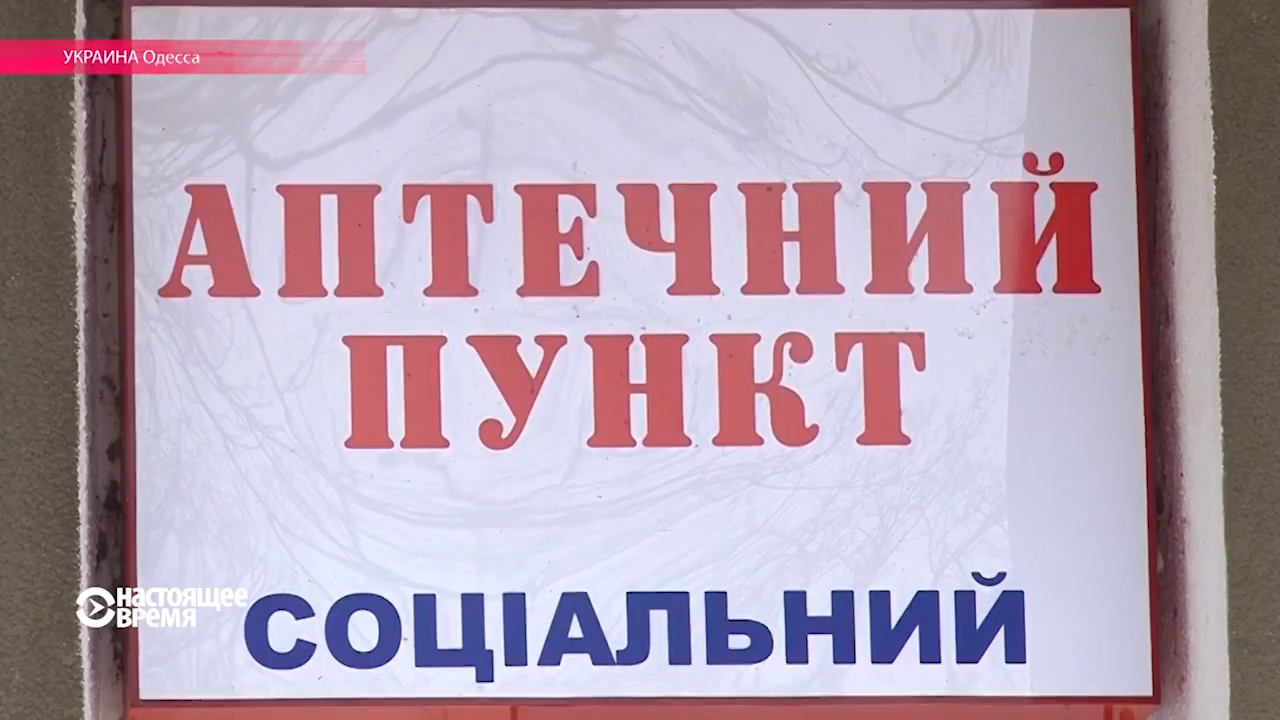 УКРАИНА Одесса
АПТЕЧНИЙ
ПУНКТ
НАСТОЯЩЕЕ
ВРЕМЯ
СОЦІАЛЬНИЙ